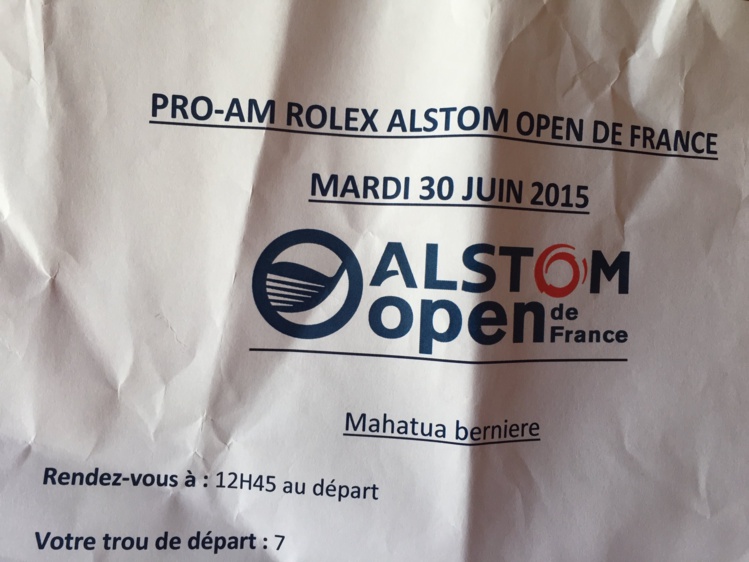 PRO-AM ROLEX ALSTOM OPEN DE FRANCE
MARDI 30 JUIN 2015
ALSTOM
open de France
Mahatua berniere
Rendez-vous à : 12H45 au départ
Votre trou de départ : 7